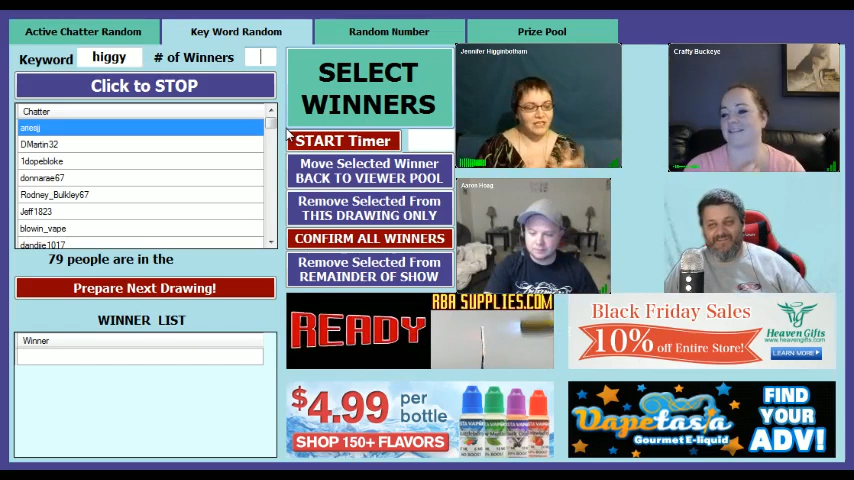 Active Chatter Random
Key Word Random
Random Number
Prize Pool
Keyword higgy # of Winners
Click to STOP
Chatter
ariesjj
DMartin32
1dopebloke
donnarae67
Rodney_Bulkley67
Jeff1823
blowin_vape
dandiie1017
79 people are in the
Prepare Next Drawing!
WINNER LIST
Winner
SELECT
WINNERS
START Timer
Move Selected Winner
BACK TO VIEWER POOL
Remove Selected From
THIS DRAWING ONLY
CONFIRM ALL WINNERS
Remove Selected From
REMAINDER OF SHOW
Jennifer Higginbotham
Crafty Buckeye
Aaron Hoag
READY
RBA SUPPLIES.COM
Black Friday Sales
10% off Entire Store!
Heaven Gifts
www.heavengifts.com
LEARN MORE
$4.99 per
bottle
SHOP 150+ FLAVORS
Vapetasia
Gourmet E-liquid
FIND
YOUR
ADV!